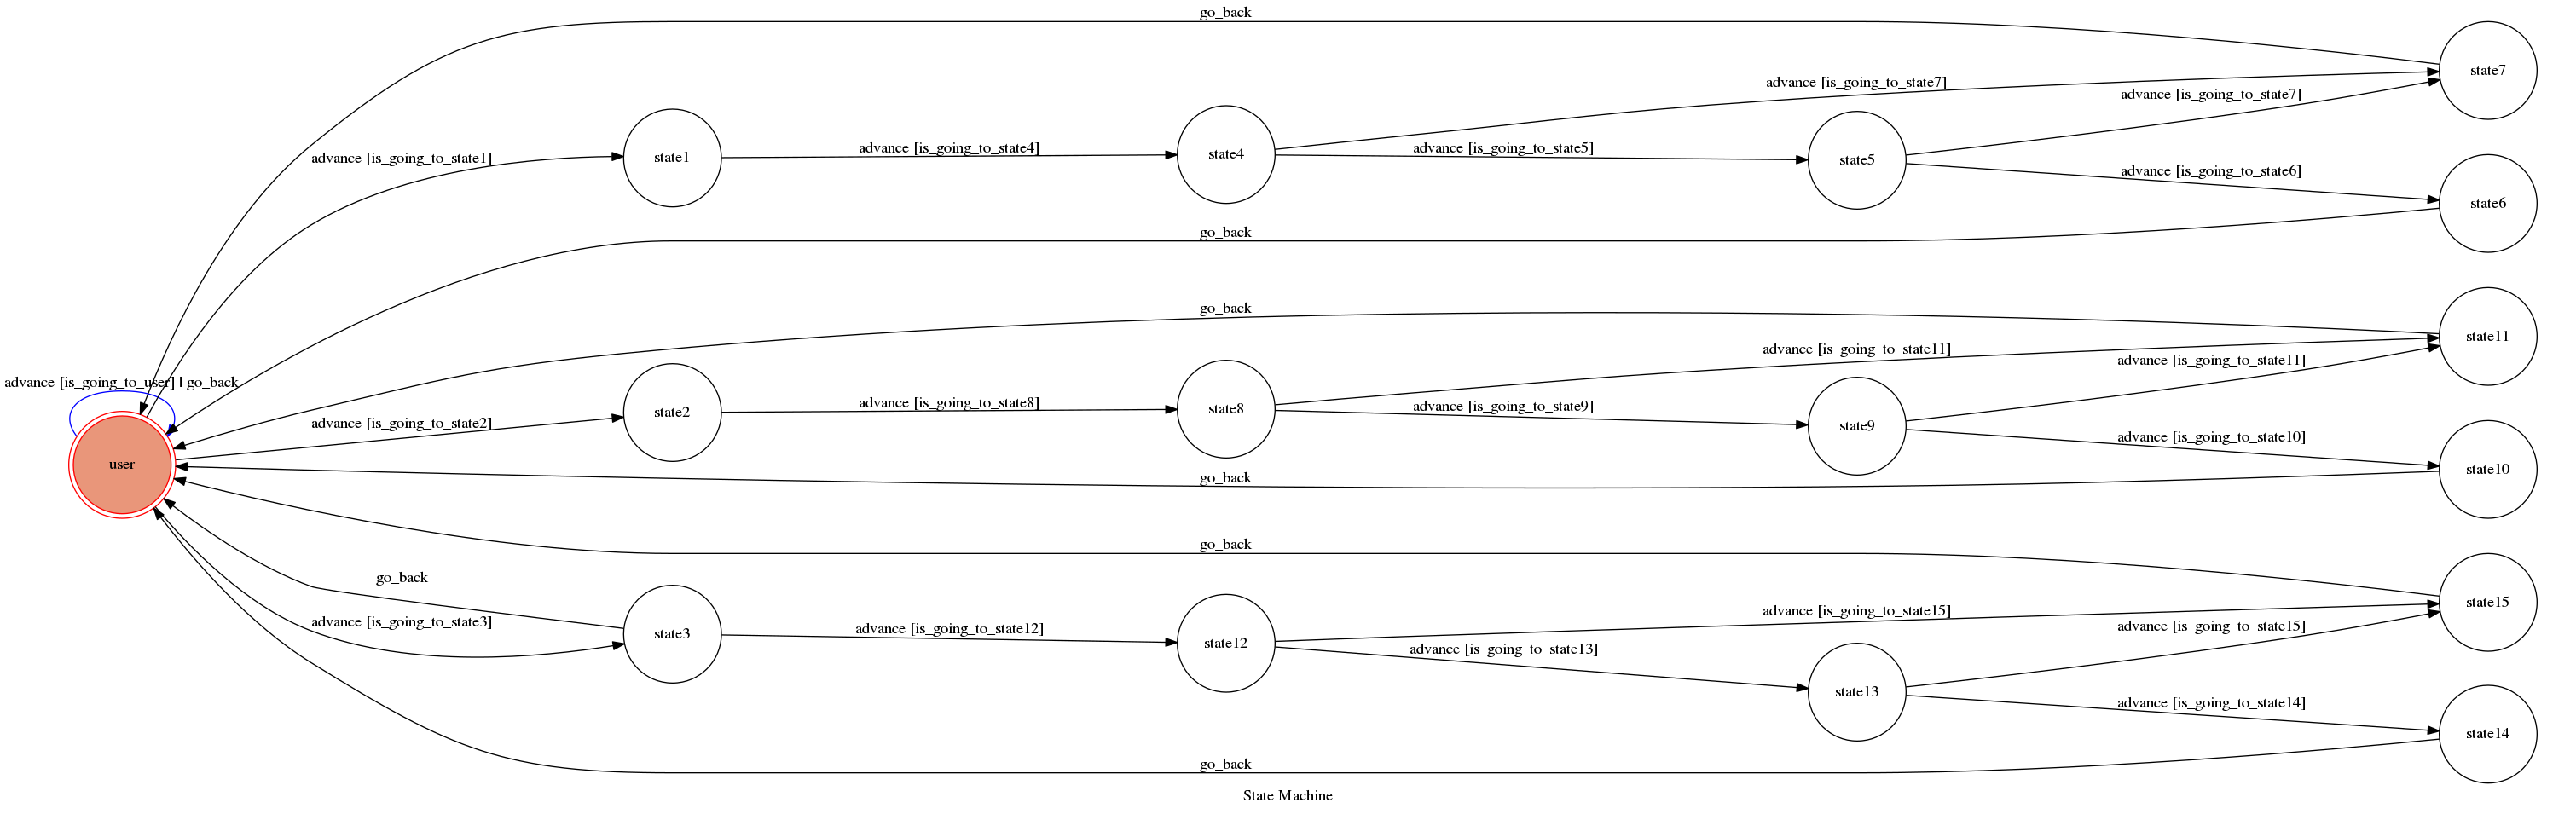 go_back
state7
advance [is_going_to_state7]
advance [is_going_to_state7]
advance [is_going_to_state1]
state1
advance [is_going_to_state4]
state4
advance [is_going_to_state5]
state5
advance [is_going_to_state6]
state6
go_back
go_back
state11
advance [is_going_to_state11]
advance [is_going_to_state11]
advance [is_going_to_user] | go_back
state2
advance [is_going_to_state8]
state8
advance [is_going_to_state9]
state9
advance [is_going_to_state2]
advance [is_going_to_state10]
user
state10
go_back
go_back
go_back
state15
advance [is_going_to_state15]
advance [is_going_to_state15]
advance [is_going_to_state3]
state3
advance [is_going_to_state12]
state12
advance [is_going_to_state13]
state13
advance [is_going_to_state14]
state14
go_back
State Machine